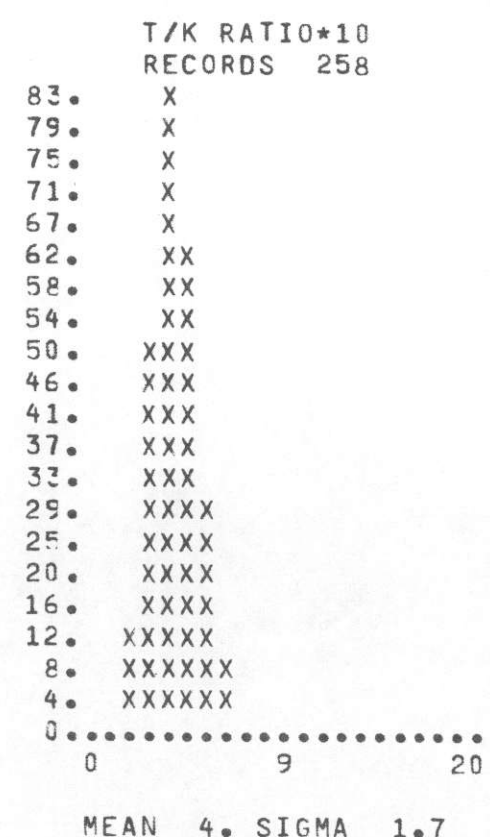 T/K RATIO*10
RECORDS 258
83. X
79. X
75. X
71. X
67. X
62. XX
58. XX
54. XX
50. XXX
46. XXX
41. XXX
37. XXX
33. XXX
29. XXXX
25. XXXX
20. XXXX
16. XXXX
12. XXXXX
8. XXXXXX
4. XXXXXX
0......................
0 9 20
MEAN 4. SIGMA 1.7